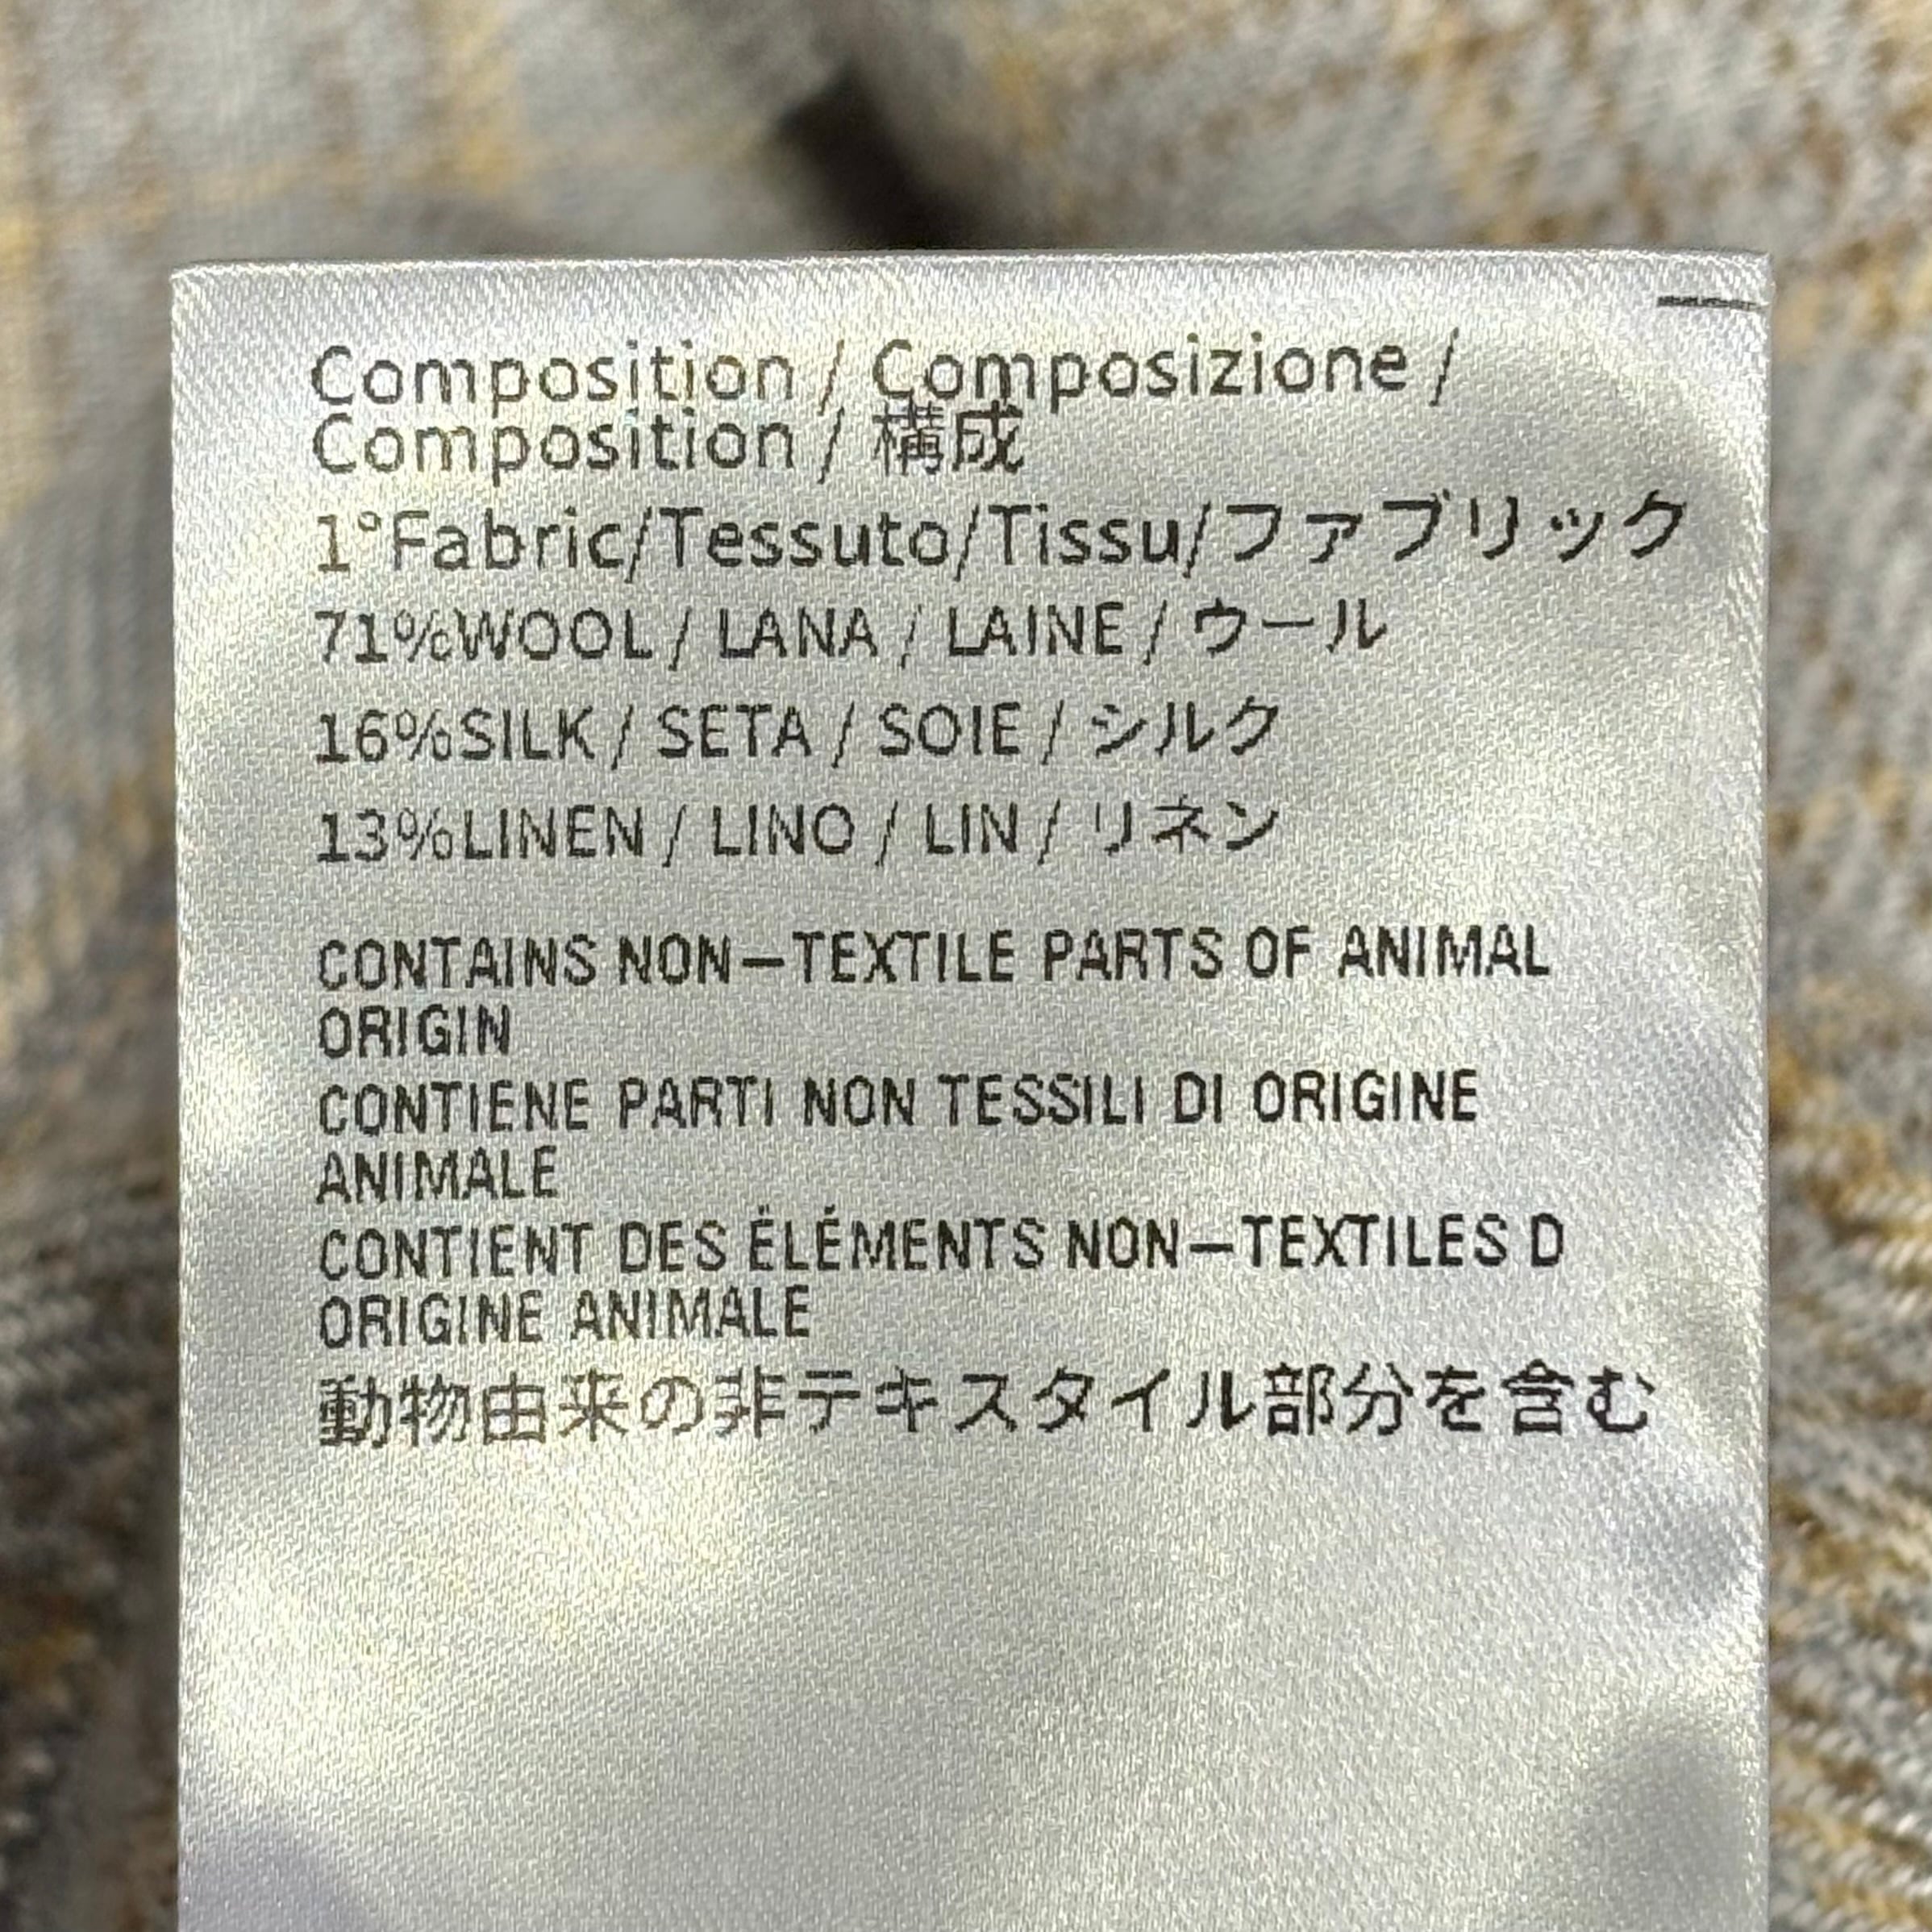 Composition / Composizione /
Composition / 構成
1°Fabric/Tessuto/Tissu/ファブリック
71%WOOL / LANA / LAINE / ウール
16%SILK / SETA / SOIE / シルク
13%LINEN / LINO / LIN / リネン
CONTAINS NON-TEXTILE PARTS OF ANIMAL
ORIGIN
CONTIENE PARTI NON TESSILI DI ORIGINE
ANIMALE
CONTIENT DES ÉLÉMENTS NON-TEXTILES D
ORIGINE ANIMALE
動物由来の非テキスタイル部分を含む